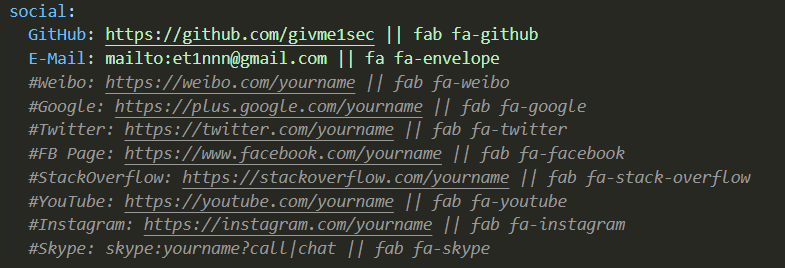 social:
  GitHub: https://github.com/givme1sec || fab fa-github
  E-Mail: mailto:et1nnn@gmail.com || fa fa-envelope
  #Weibo: https://weibo.com/yourname || fab fa-weibo
  #Google: https://plus.google.com/yourname || fab fa-google
  #Twitter: https://twitter.com/yourname || fab fa-twitter
  #FB Page: https://www.facebook.com/yourname || fab fa-facebook
  #StackOverflow: https://stackoverflow.com/yourname || fab fa-stack-overflow
  #YouTube: https://youtube.com/yourname || fab fa-youtube
  #Instagram: https://instagram.com/yourname || fab fa-instagram
  #Skype: skype:yourname?call|chat || fab fa-skype